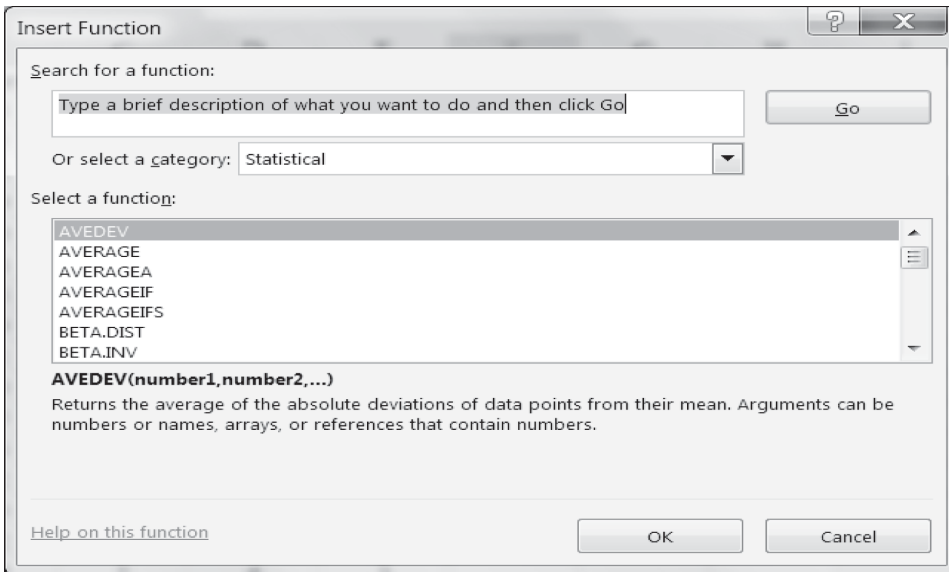 Insert Function
?
X
Search for a function:
Type a brief description of what you want to do and then click Go
Go
Or select a category: Statistical
Select a function:
AVEDEV
AVERAGE
AVERAGEA
AVERAGEIF
AVERAGEIFS
BETA.DIST
BETA.INV
AVEDEV(number1,number2,...)
Returns the average of the absolute deviations of data points from their mean. Arguments can be
numbers or names, arrays, or references that contain numbers.
Help on this function
OK
Cancel